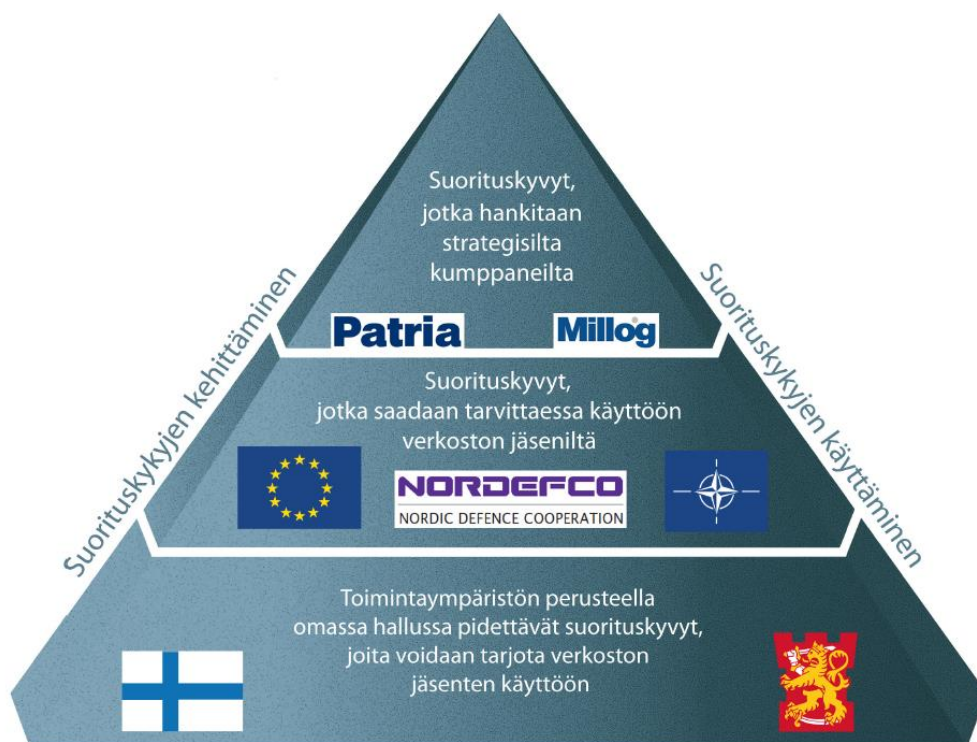 Suorituskyvyt,
jotka hankitaan
strategisilta
kumppaneilta
Patria
Millog
Suorituskyvyt,
jotka saadaan tarvittaessa käyttöön
verkoston jäseniltä
NORDEFCO
NORDIC DEFENCE COOPERATION
Toimintaympäristön perusteella
omassa hallussa pidettävät suorituskyvyt,
joita voidaan tarjota verkoston
jäsenten käyttöön
Suorituskykyjen kehittäminen
Suorituskykyjen käyttäminen